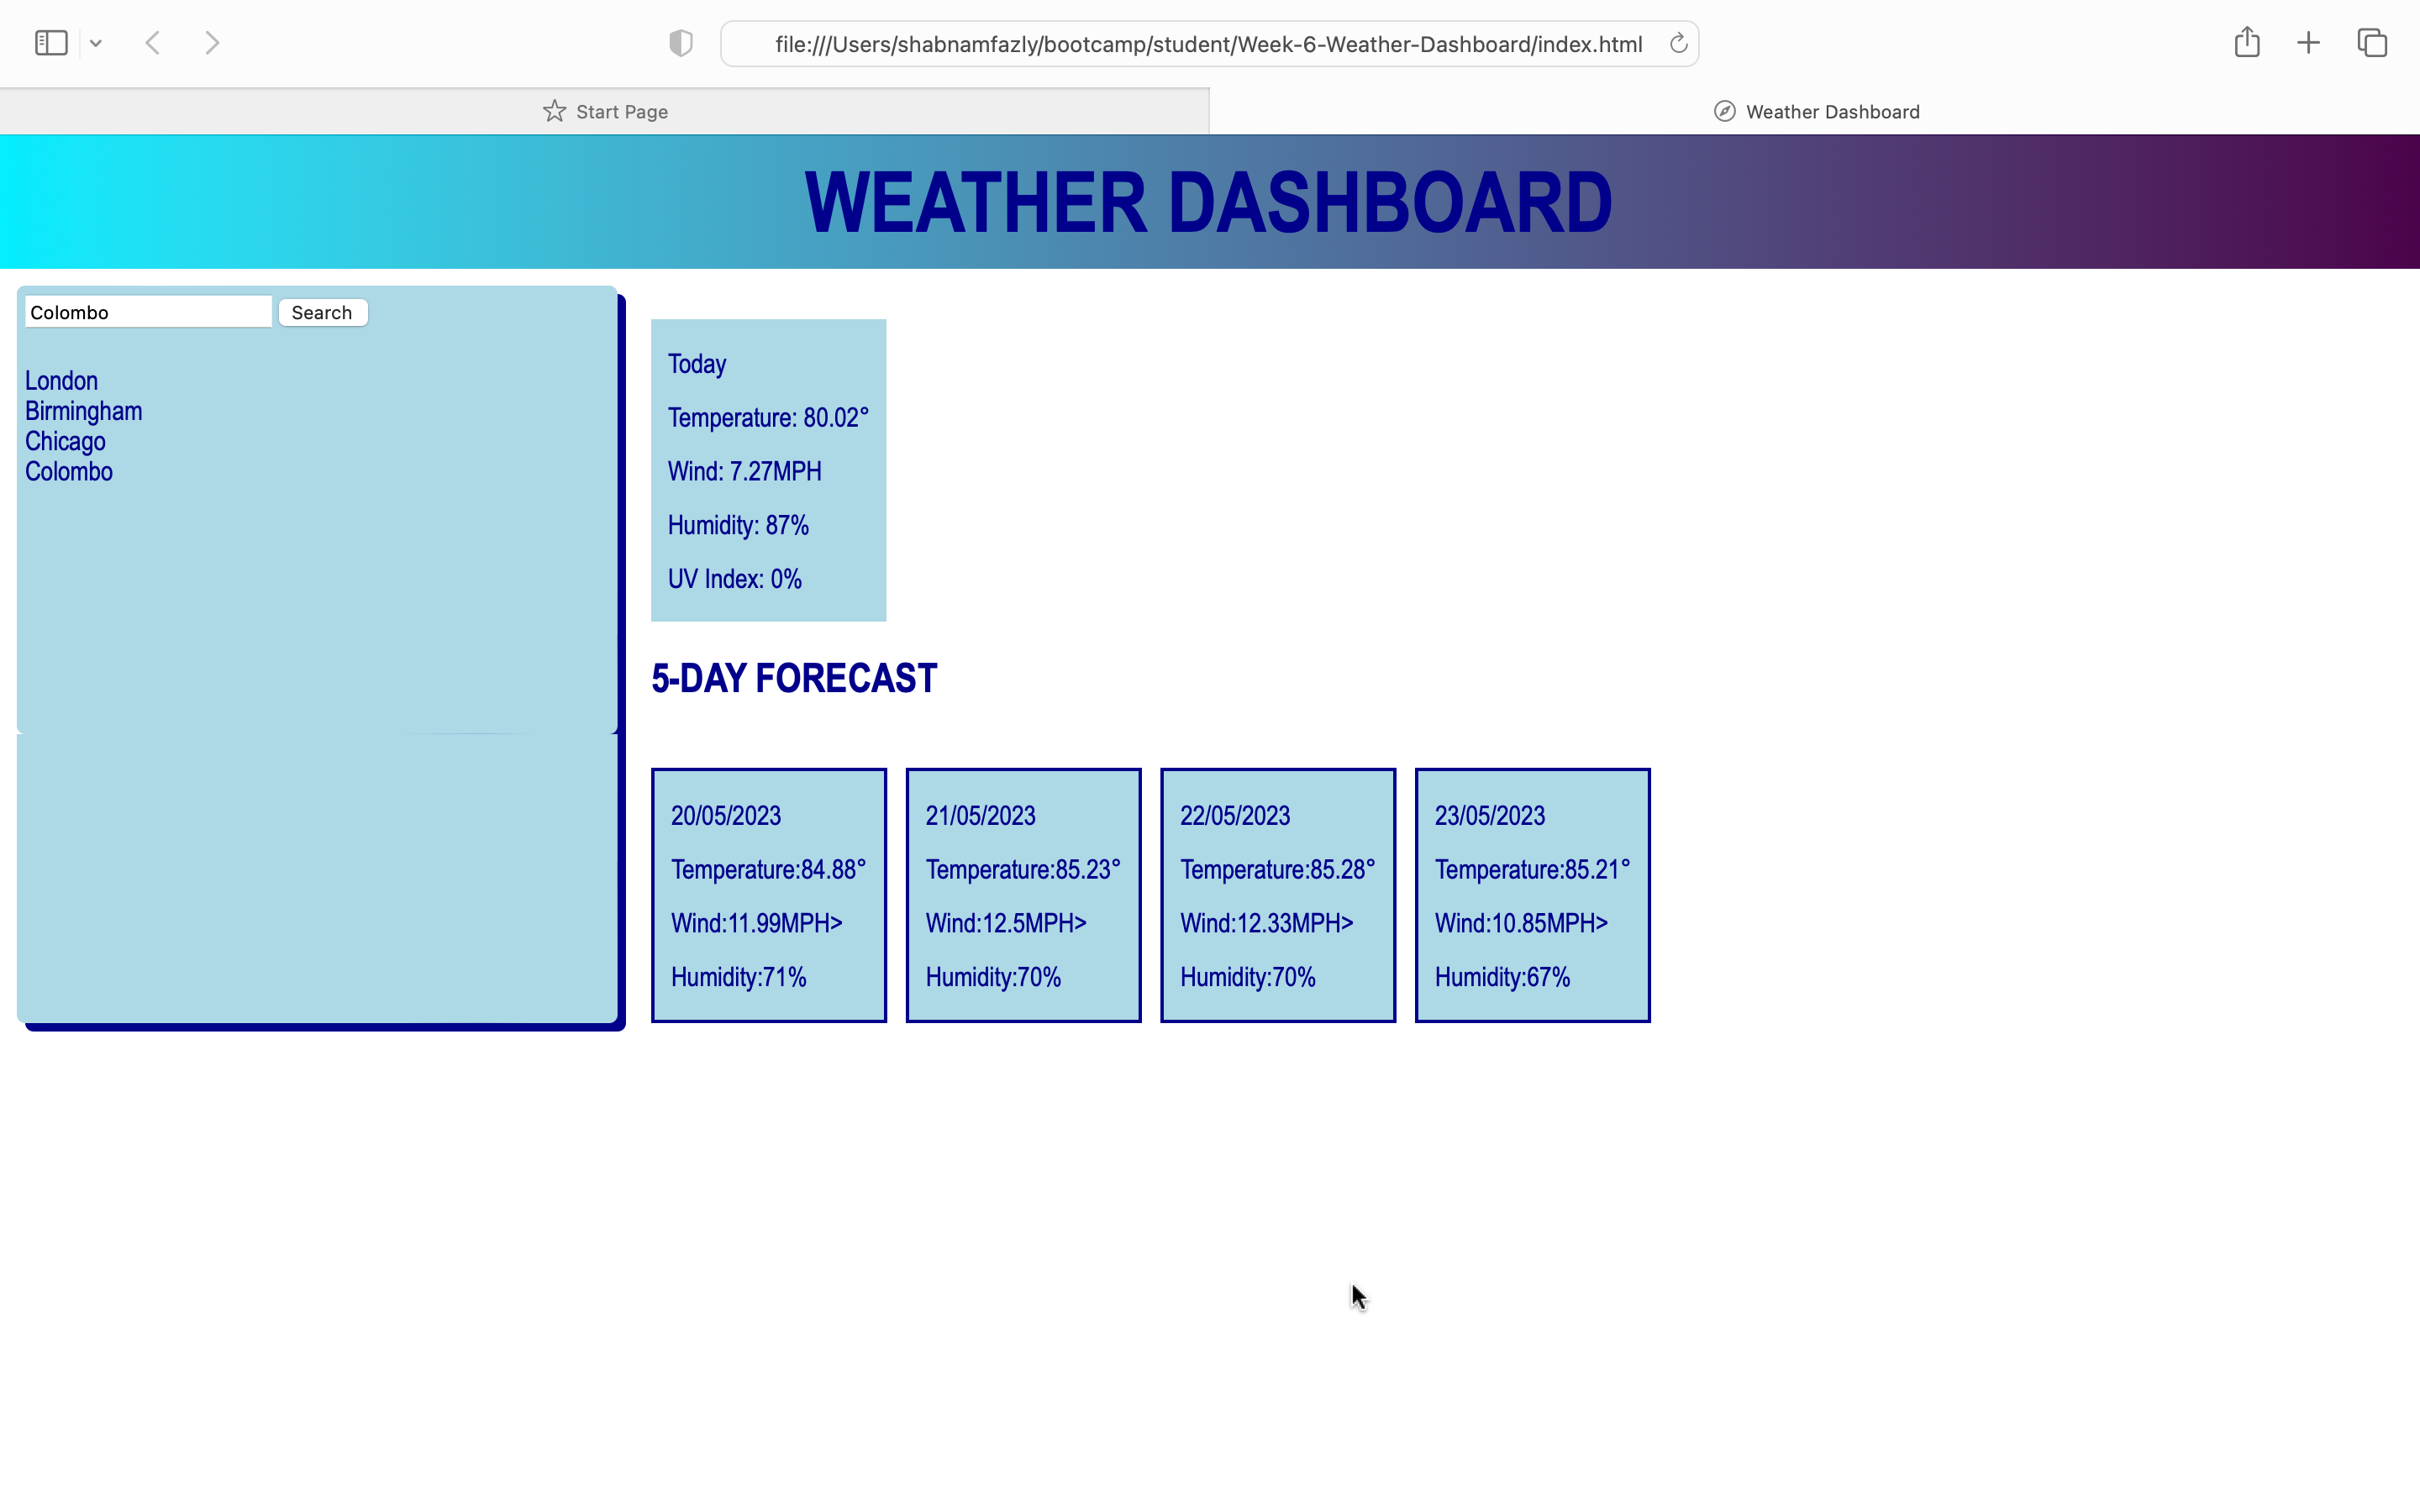 file:///Users/shabnamfazly/bootcamp/student/Week-6-Weather-Dashboard/index.html
Start Page
Weather Dashboard
WEATHER DASHBOARD
Colombo
Search
London
Birmingham
Chicago
Colombo
Today
Temperature: 80.02°
Wind: 7.27MPH
Humidity: 87%
UV Index: 0%
5-DAY FORECAST
20/05/2023
Temperature:84.88°
Wind:11.99MPH>
Humidity:71%
21/05/2023
Temperature:85.23°
Wind:12.5MPH>
Humidity:70%
22/05/2023
Temperature:85.28°
Wind:12.33MPH>
Humidity:70%
23/05/2023
Temperature:85.21°
Wind:10.85MPH>
Humidity:67%